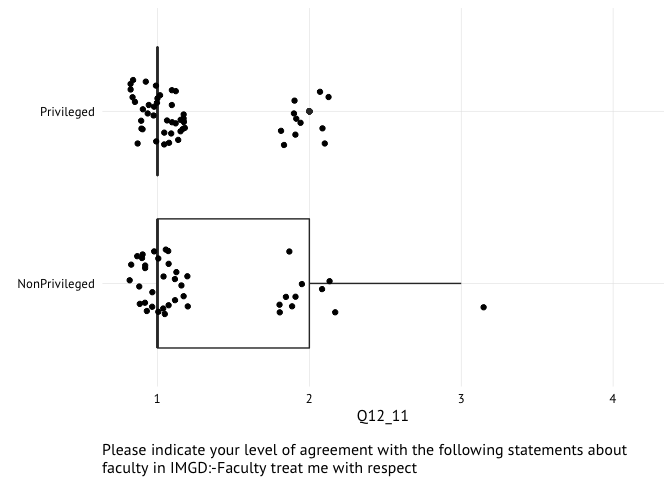 Privileged
NonPrivileged
1 2 3 4
Q12_11
Please indicate your level of agreement with the following statements about
faculty in IMGD:-Faculty treat me with respect